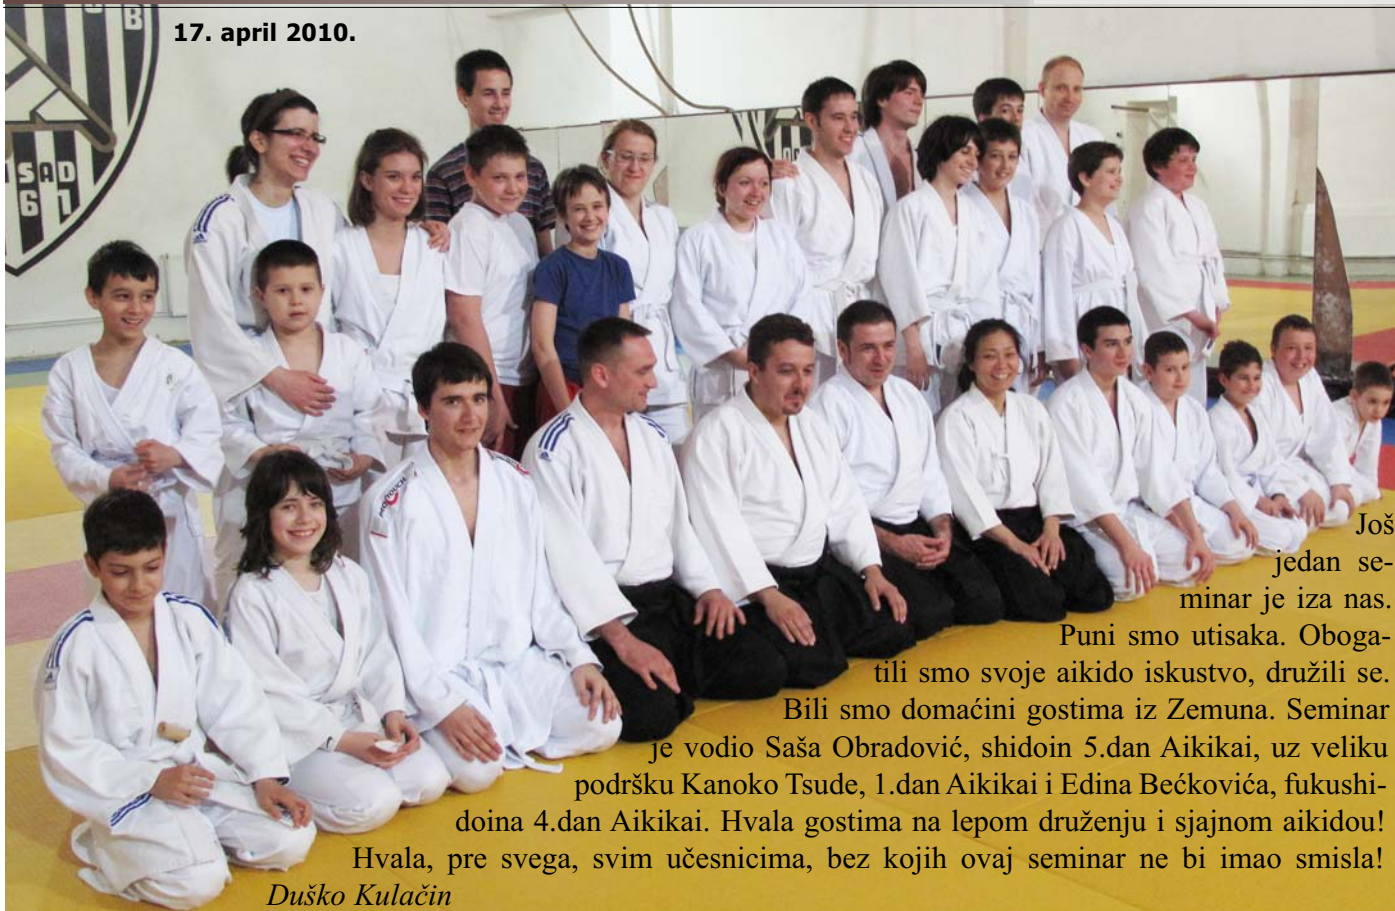 17. april 2010.
B
SAD
61
Još
jedan se-
minar je iza nas.
Puni smo utisaka. Oboga-
tili smo svoje aikido iskustvo, družili se.
Bili smo domaćini gostima iz Zemuna. Seminar
je vodio Saša Obradović, shidoin 5.dan Aikikai, uz veliku
podršku Kanoko Tsude, 1.dan Aikikai i Edina Bećkovića, fukushi-
doina 4.dan Aikikai. Hvala gostima na lepom druženju i sjajnom aikidou!
Hvala, pre svega, svim učesnicima, bez kojih ovaj seminar ne bi imao smisla!
Duško Kulačin